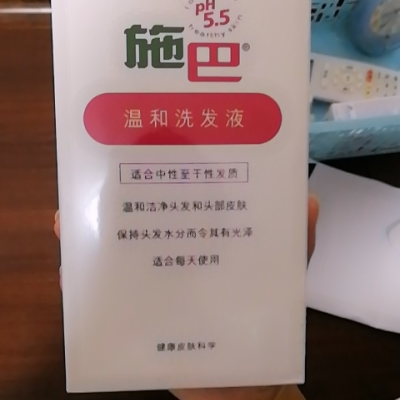 pH
5.5
healthy skin
施巴®
温和洗发液
适合中性至干性发质
温和洁净头发和头部皮肤
保持头发水分而令其有光泽
适合每天使用
健康皮肤科学